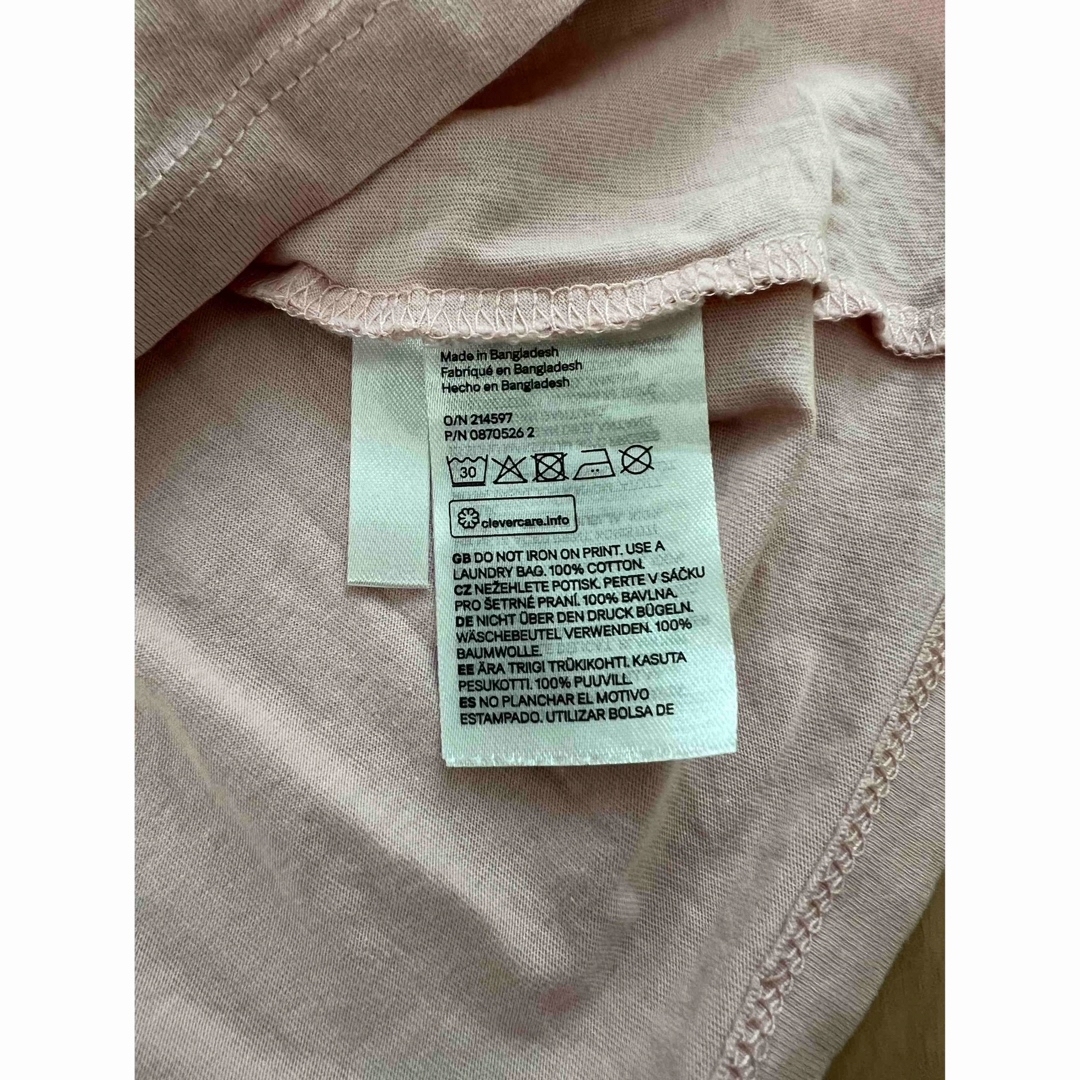 Made in Bangladesh
Fabriqué en Bangladesh
Hecho en Bangladesh
O/N 214597
P/N 0870526 2
30
clevercare.info
GB DO NOT IRON ON PRINT. USE A
LAUNDRY BAG. 100% COTTON.
CZ NEŽEHLETE POTISK. PERTE V SÁČKU
PRO ŠETRNÉ PRANÍ. 100% BAVLNA.
DE NICHT ÜBER DEN DRUCK BÜGELN.
WÄSCHEBEUTEL VERWENDEN. 100%
BAUMWOLLE.
EE ÄRA TRIIGI TRÜKIKOHTI. KASUTA
PESUKOTTI. 100% PUUVILL.
ES NO PLANCHAR EL MOTIVO
ESTAMPADO. UTILIZAR BOLSA DE